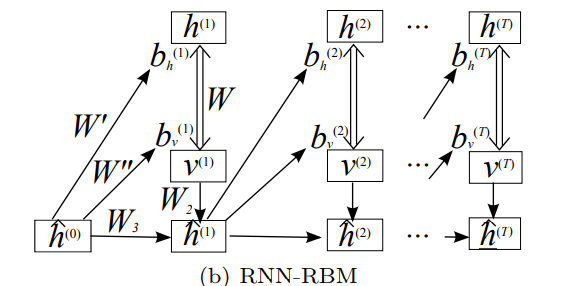 h(1) h(2) ... h(T)
bh(1) bh(2) bh(T)
W
W'
bv(1) bv(2) bv(T)
W''
v(1) v(2) ... v(T)
W2
W3
ĥ(0) ĥ(1) ĥ(2) ... ĥ(T)
(b) RNN-RBM